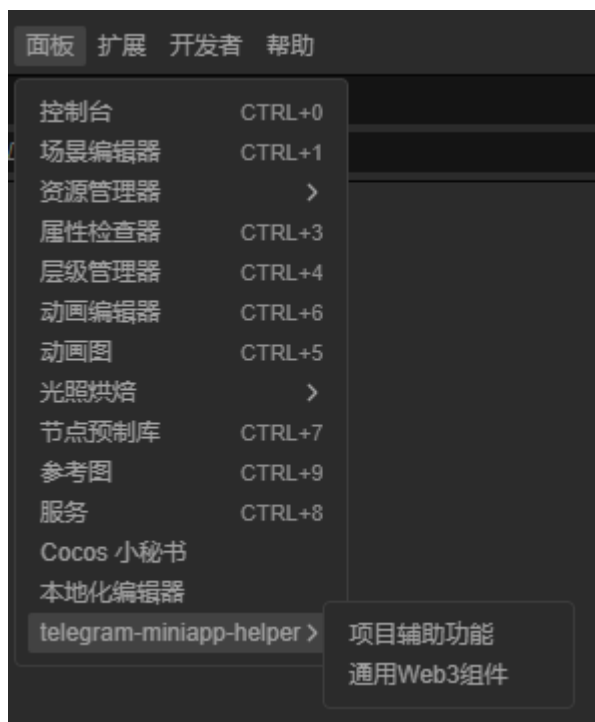 面板 扩展 开发者 帮助
控制台 CTRL+0
场景编辑器 CTRL+1
资源管理器 >
属性检查器 CTRL+3
层级管理器 CTRL+4
动画编辑器 CTRL+6
动画图 CTRL+5
光照烘焙 >
节点预制库 CTRL+7
参考图 CTRL+9
服务 CTRL+8
Cocos 小秘书
本地化编辑器
telegram-miniapp-helper >
项目辅助功能
通用Web3组件